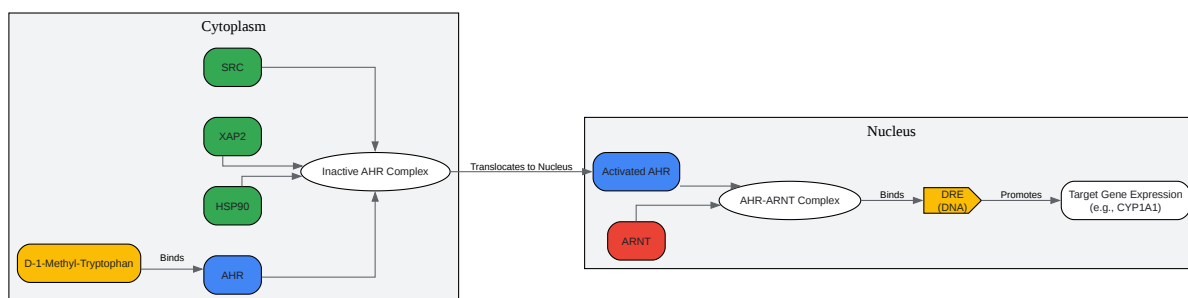 Cytoplasm
SRC
XAP2
HSP90
D-1-Methyl-Tryptophan
Binds
AHR
Inactive AHR Complex
Translocates to Nucleus
Nucleus
Activated AHR
ARNT
AHR-ARNT Complex
Binds
DRE
(DNA)
Promotes
Target Gene Expression
(e.g., CYP1A1)